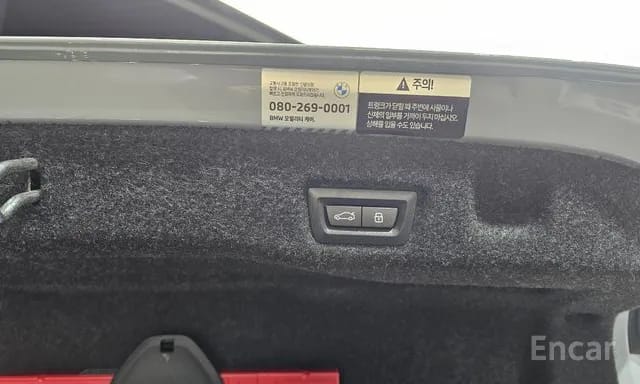 080-269-0001
BMW 모빌리티 케어.
주의!
트렁크가 닫힐 때 주변에 사물이나
신체의 일부를 가까이 두지 마십시오.
상해를 입을 수도 있습니다.
Encar